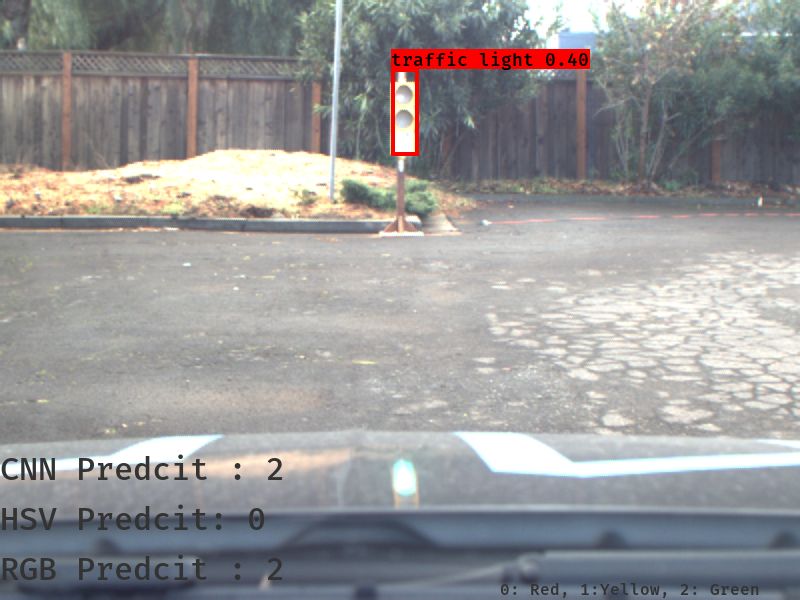 traffic light 0.40
CNN Predcit : 2
HSV Predcit: 0
RGB Predcit : 2
0: Red, 1:Yellow, 2: Green